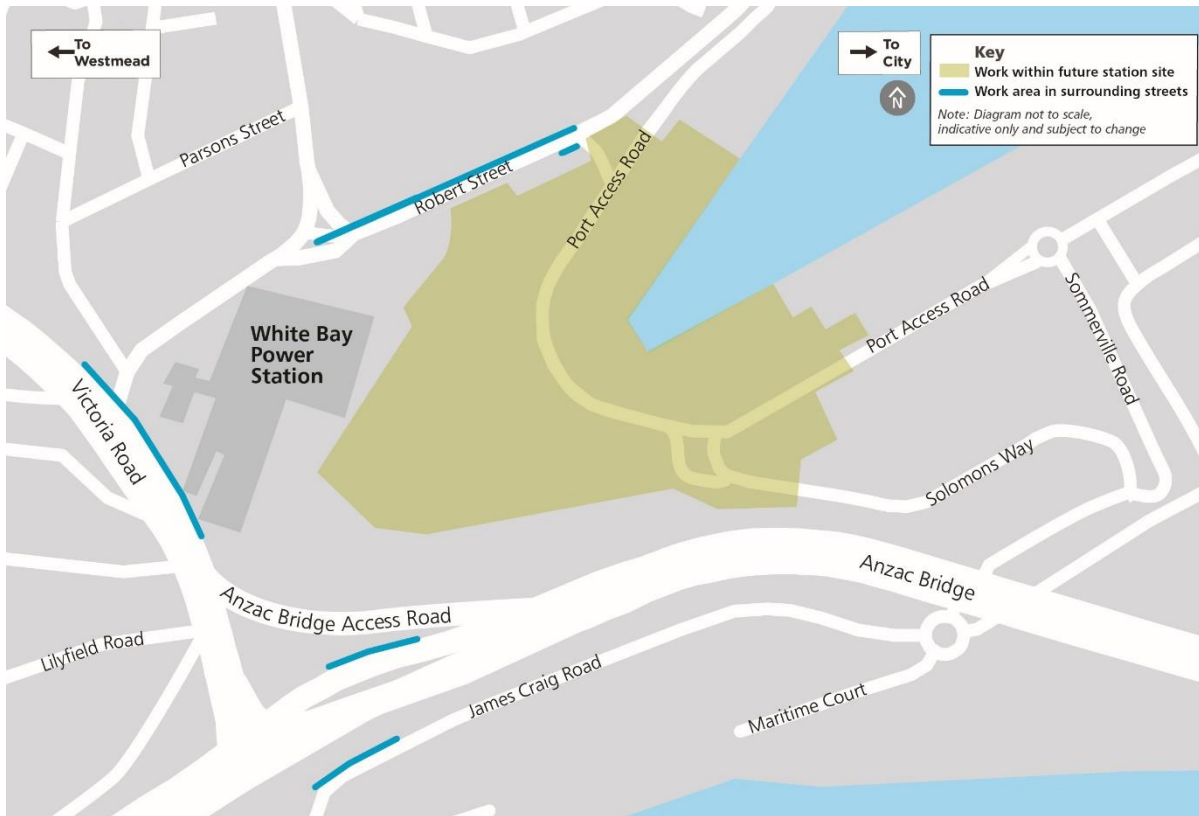 To
Westmead
To
City
Key
Work within future station site
Work area in surrounding streets
Note: Diagram not to scale,
indicative only and subject to change
N
Parsons Street
Robert Street
Port Access Road
Port Access Road
Sommerville Road
White Bay
Power
Station
Victoria Road
Solomons Way
Anzac Bridge
Anzac Bridge Access Road
Lilyfield Road
James Craig Road
Maritime Court